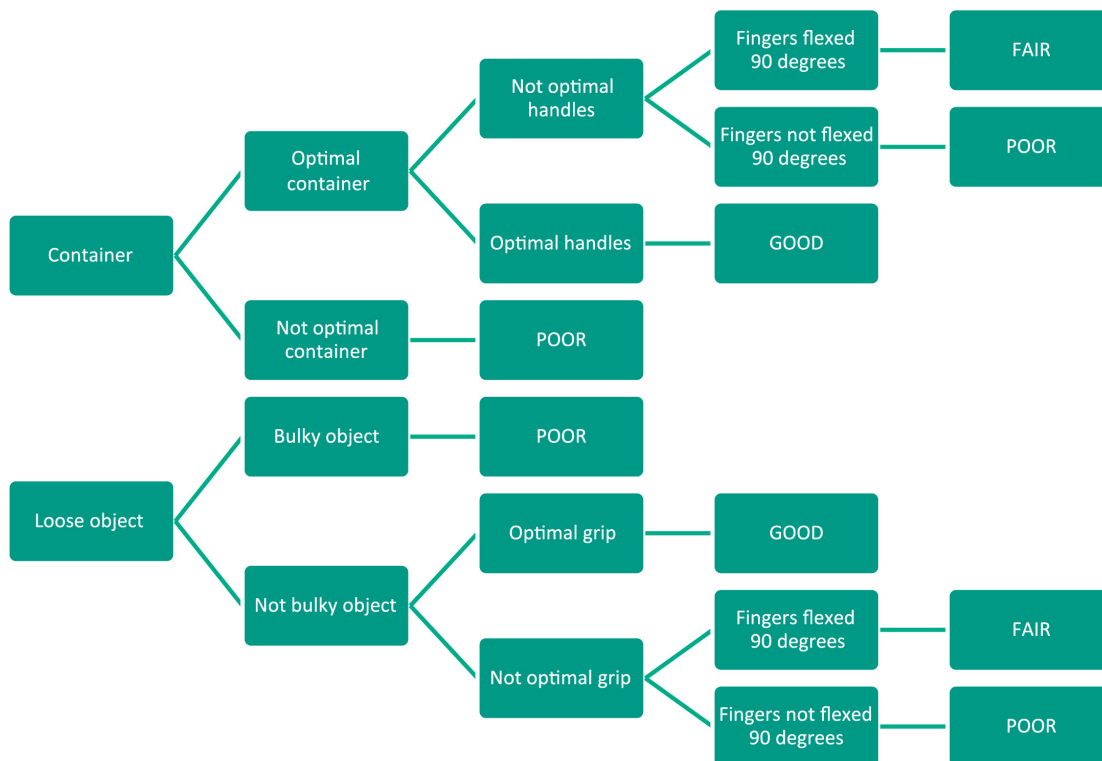 Fingers flexed
90 degrees
FAIR
Not optimal
handles
Fingers not flexed
90 degrees
POOR
Optimal
container
Container
Optimal handles
GOOD
Not optimal
container
POOR
Bulky object
POOR
Loose object
Optimal grip
GOOD
Not bulky object
Fingers flexed
90 degrees
FAIR
Not optimal grip
Fingers not flexed
90 degrees
POOR